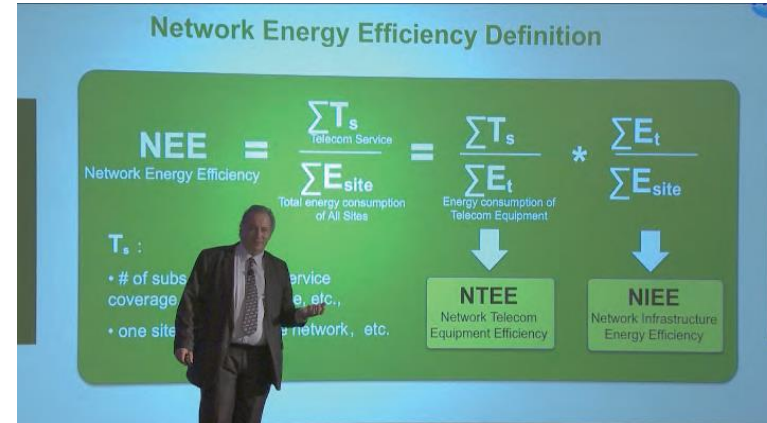 Network Energy Efficiency Definition
NEE = ∑Ts / ∑Esite = ∑Ts / ∑Et * ∑Et / ∑Esite
Network Energy Efficiency
Telecom Service
Total energy consumption
of All Sites
Energy consumption of
Telecom Equipment
Ts :
• # of subs ervice
coverage e, etc.,
• one site e network, etc.
NTEE
Network Telecom
Equipment Efficiency
NIEE
Network Infrastructure
Energy Efficiency